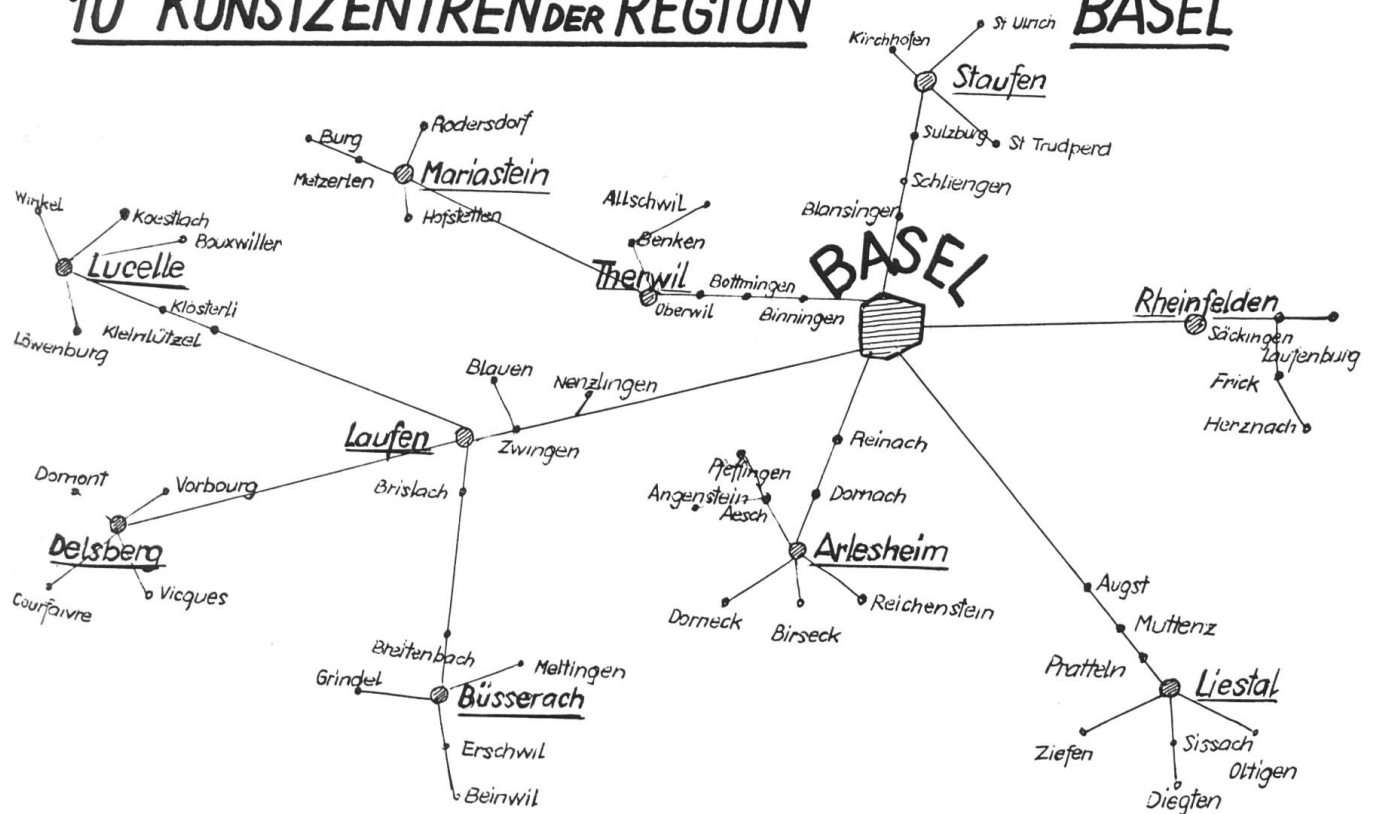 10 KUNSTZENTREN DER REGION BASEL
St Ulrich
Kirchhofen
Staufen
Sulzburg
St Trudperd
Schliengen
Blansingen
BASEL
Rodersdorf
Burg
Metzerlen
Mariastein
Hofstetten
Allschwil
Benken
Therwil
Oberwil
Bottmingen
Binningen
Winkel
Koestlach
Bouxwiller
Lucelle
Klösterli
Kleinlützel
Löwenburg
Rheinfelden
Säckingen
Laufenburg
Frick
Herznach
Blauen
Nenzlingen
Laufen
Zwingen
Brislach
Domont
Vorbourg
Delsberg
Courfaivre
Vicques
Reinach
Pfeffingen
Angenstein
Aesch
Dornach
Arlesheim
Dorneck
Birseck
Reichenstein
Breitenbach
Meltingen
Grindel
Büsserach
Erschwil
Beinwil
Augst
Muttenz
Pratteln
Liestal
Ziefen
Sissach
Oltigen
Diegten